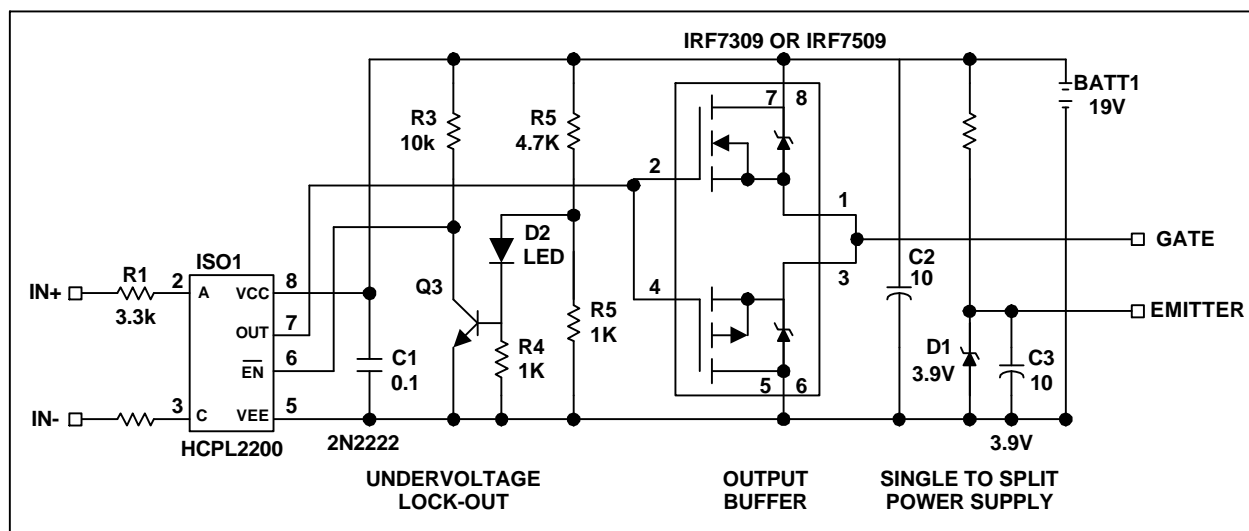 IRF7309 OR IRF7509
BATT1
19V
R3
10k
R5
4.7K
7
8
2
1
D2
LED
GATE
ISO1
R1
2
A
VCC
8
IN+
3.3k
Q3
3
4
C2
10
EMITTER
OUT
7
R5
1K
EN
6
C1
0.1
R4
1K
D1
3.9V
C3
10
5
6
IN-
3
C
VEE
5
HCPL2200
2N2222
3.9V
UNDERVOLTAGE
LOCK-OUT
OUTPUT
BUFFER
SINGLE TO SPLIT
POWER SUPPLY